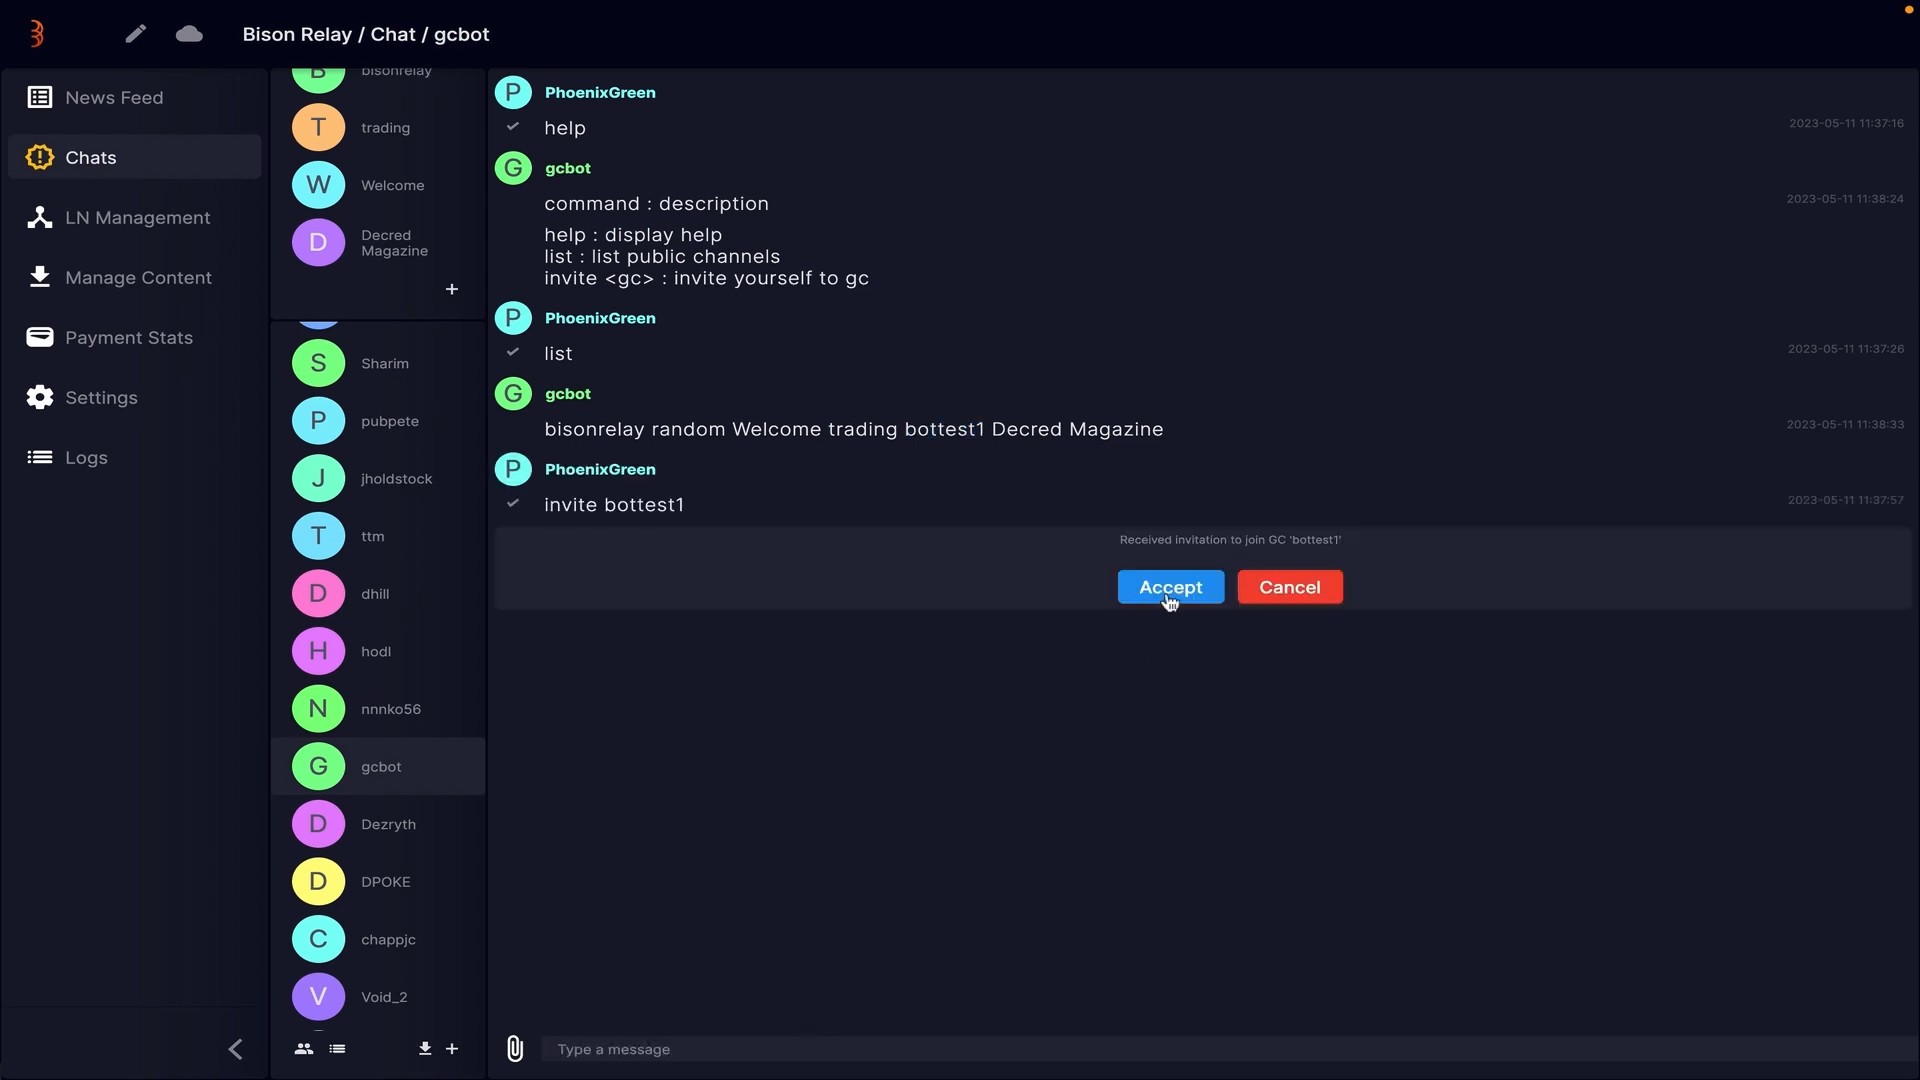 Bison Relay / Chat / gcbot
News Feed
Chats
LN Management
Manage Content
Payment Stats
Settings
Logs
B
bisonrelay
T
trading
W
Welcome
D
Decred
Magazine
+
S
Sharim
P
pubpete
J
jholdstock
T
ttm
D
dhill
H
hodl
N
nnnko56
G
gcbot
D
Dezryth
D
DPOKE
C
chappjc
V
Void_2
P
PhoenixGreen
help
2023-05-11 11:37:16
G
gcbot
command : description
2023-05-11 11:38:24
help : display help
list : list public channels
invite <gc> : invite yourself to gc
P
PhoenixGreen
list
2023-05-11 11:37:26
G
gcbot
bisonrelay random Welcome trading bottest1 Decred Magazine
2023-05-11 11:38:33
P
PhoenixGreen
invite bottest1
2023-05-11 11:37:57
Received invitation to join GC 'bottest1'
Accept
Cancel
Type a message